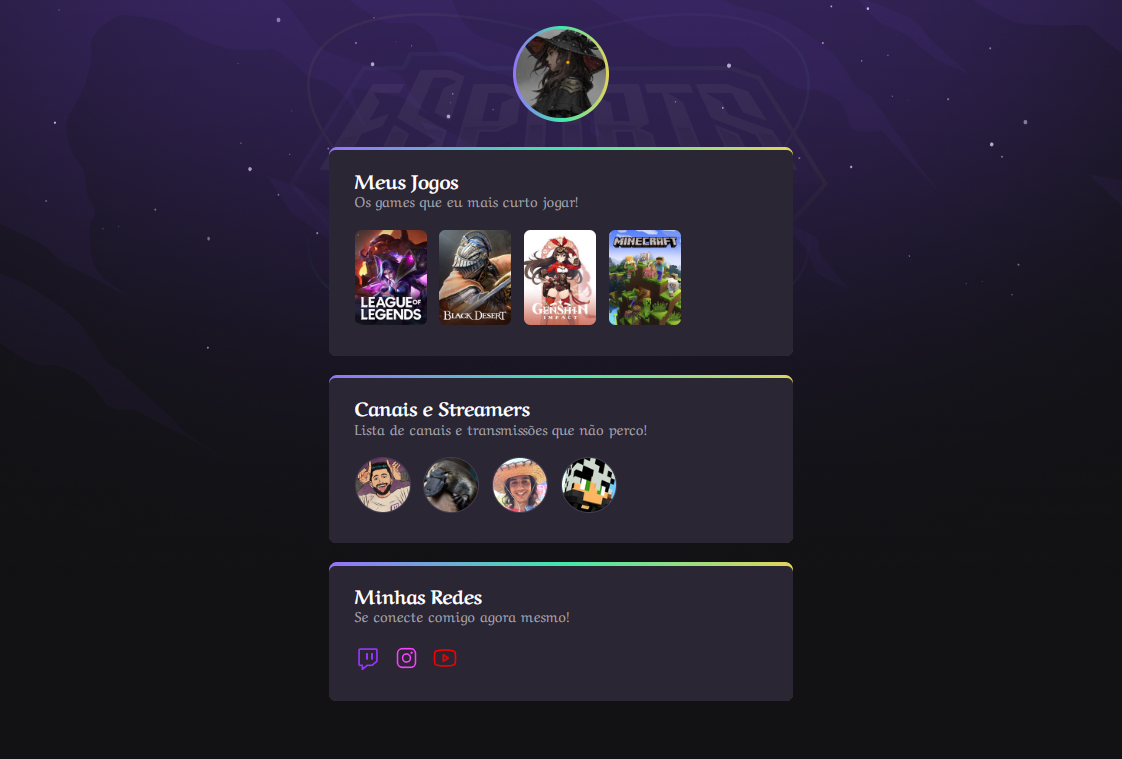 ESPORTS
Meus Jogos
Os games que eu mais curto jogar!
LEAGUE OF
LEGENDS
BLACK DESERT
GENSHIN
IMPACT
MINECRAFT
Canais e Streamers
Lista de canais e transmissões que não perco!
Minhas Redes
Se conecte comigo agora mesmo!